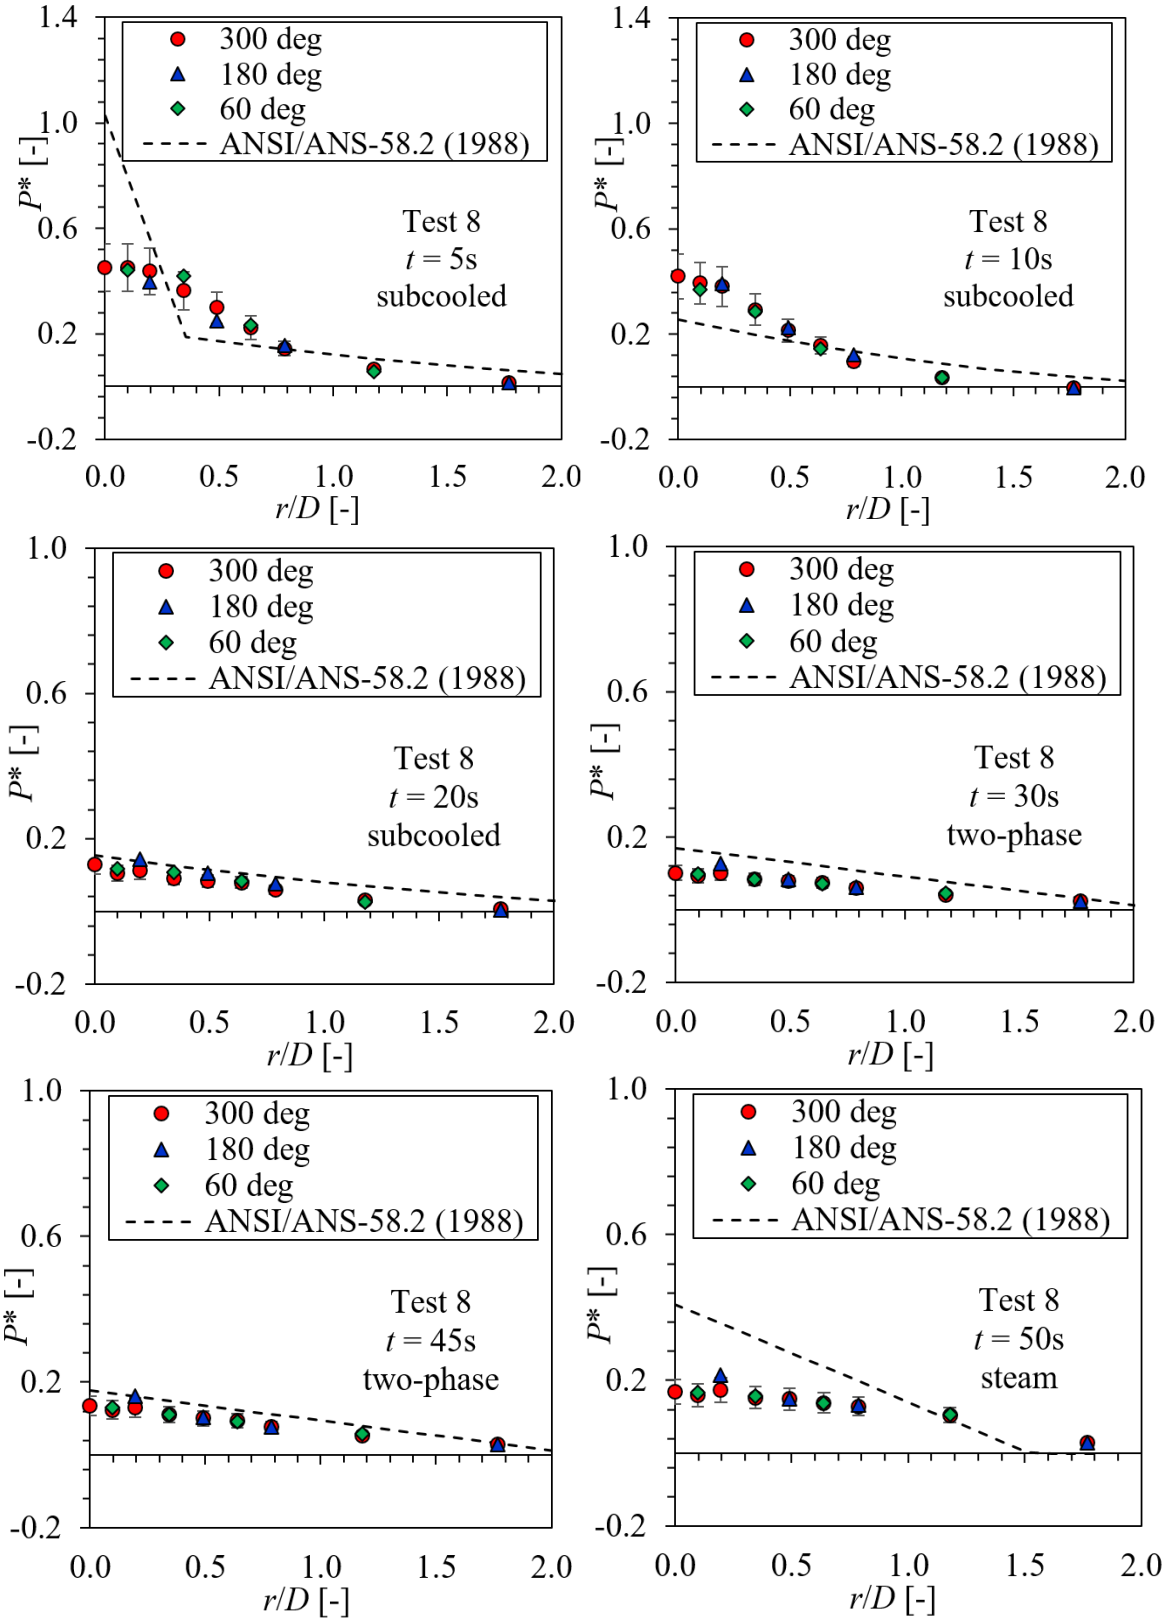 1.4
1.0
0.6
0.2
-0.2
P* [-]
300 deg
180 deg
60 deg
ANSI/ANS-58.2 (1988)
Test 8
t = 5s
subcooled
0.0 0.5 1.0 1.5 2.0
r/D [-]
1.4
1.0
0.6
0.2
-0.2
P* [-]
300 deg
180 deg
60 deg
ANSI/ANS-58.2 (1988)
Test 8
t = 10s
subcooled
0.0 0.5 1.0 1.5 2.0
r/D [-]
1.0
0.6
0.2
-0.2
P* [-]
300 deg
180 deg
60 deg
ANSI/ANS-58.2 (1988)
Test 8
t = 20s
subcooled
0.0 0.5 1.0 1.5 2.0
r/D [-]
1.0
0.6
0.2
-0.2
P* [-]
300 deg
180 deg
60 deg
ANSI/ANS-58.2 (1988)
Test 8
t = 30s
two-phase
0.0 0.5 1.0 1.5 2.0
r/D [-]
1.0
0.6
0.2
-0.2
P* [-]
300 deg
180 deg
60 deg
ANSI/ANS-58.2 (1988)
Test 8
t = 45s
two-phase
0.0 0.5 1.0 1.5 2.0
r/D [-]
1.0
0.6
0.2
-0.2
P* [-]
300 deg
180 deg
60 deg
ANSI/ANS-58.2 (1988)
Test 8
t = 50s
steam
0.0 0.5 1.0 1.5 2.0
r/D [-]